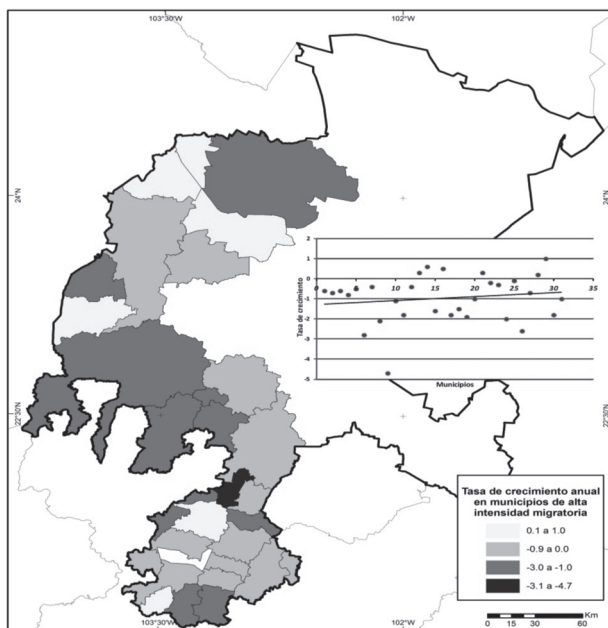 103°30'W 102°W
24°N 24°N
2
1
0
-1
-2
-3
-4
-5
0 5 10 15 20 25 30 35
Tasa de crecimiento
Municipios
22°30'N 22°30'N
Tasa de crecimiento anual
en municipios de alta
intensidad migratoria
0.1 a 1.0
-0.9 a 0.0
-3.0 a -1.0
-3.1 a -4.7
Km
0 15 30 60
103°30'W 102°W